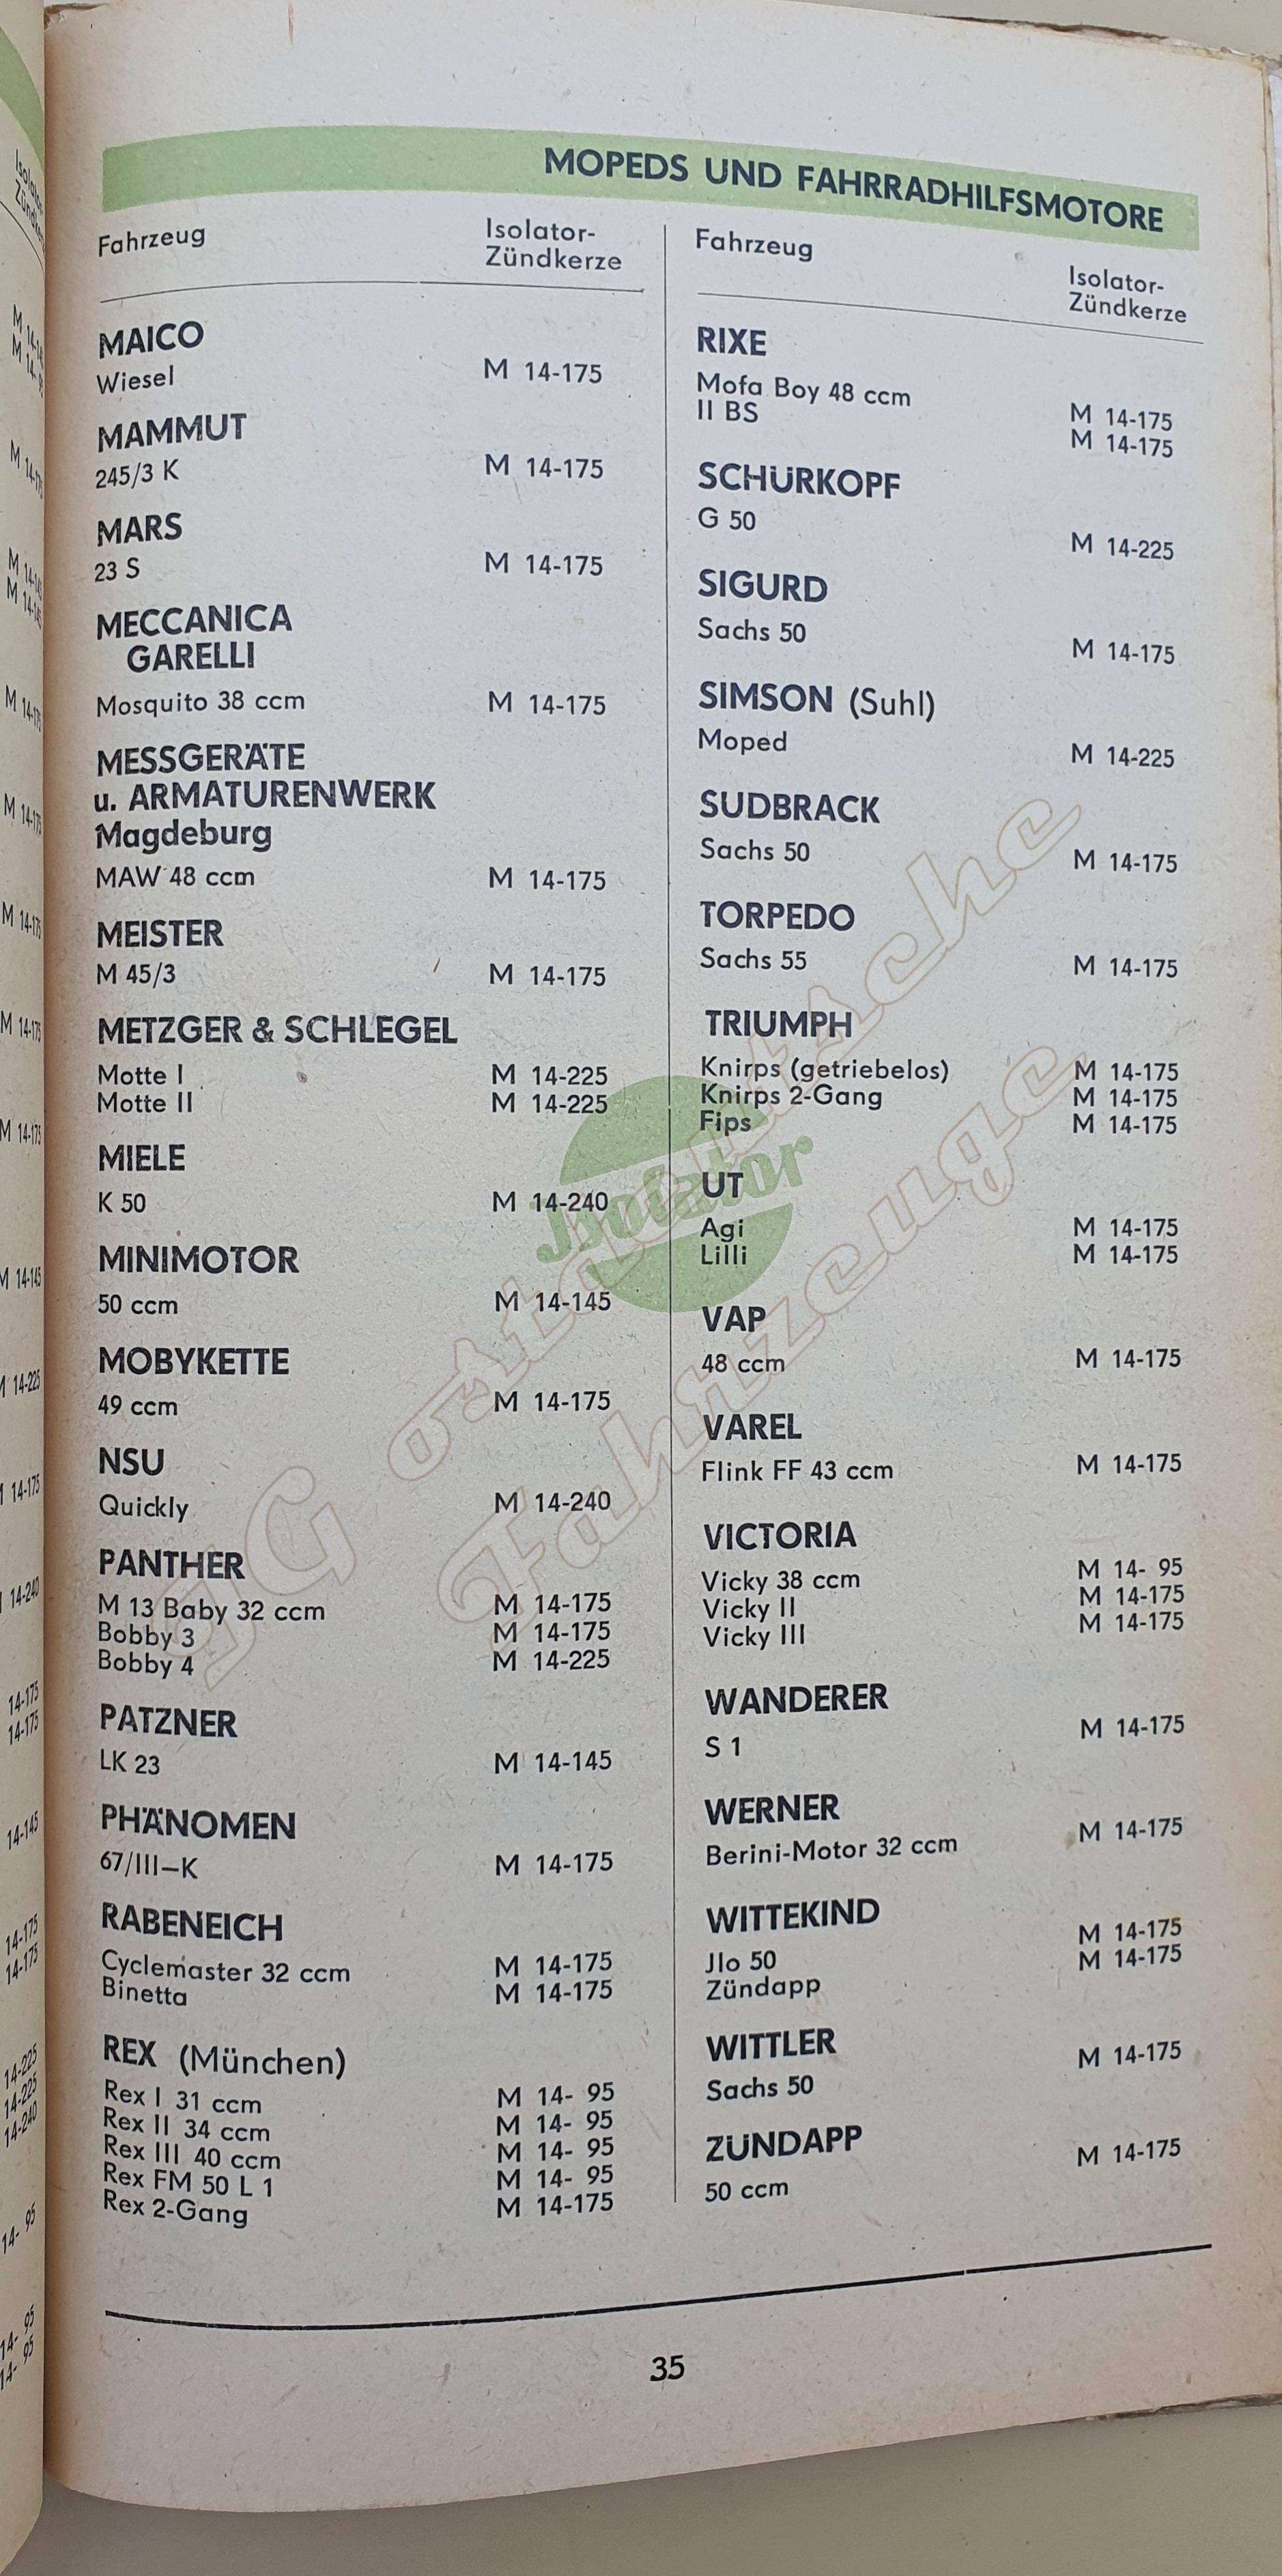 MOPEDS UND FAHRRADHILFSMOTORE
Fahrzeug Isolator-
Zündkerze
MAICO
Wiesel M 14-175
MAMMUT
245/3 K M 14-175
MARS
23 S M 14-175
MECCANICA
GARELLI
Mosquito 38 ccm M 14-175
MESSGERÄTE
u. ARMATURENWERK
Magdeburg
MAW 48 ccm M 14-175
MEISTER
M 45/3 M 14-175
METZGER & SCHLEGEL
Motte I M 14-225
Motte II M 14-225
MIELE
K 50 M 14-240
MINIMOTOR
50 ccm M 14-145
MOBYKETTE
49 ccm M 14-175
NSU
Quickly M 14-240
PANTHER
M 13 Baby 32 ccm M 14-175
Bobby 3 M 14-175
Bobby 4 M 14-225
PATZNER
LK 23 M 14-145
PHÄNOMEN
67/III—K M 14-175
RABENEICH
Cyclemaster 32 ccm M 14-175
Binetta M 14-175
REX (München)
Rex I 31 ccm M 14- 95
Rex II 34 ccm M 14- 95
Rex III 40 ccm M 14- 95
Rex FM 50 L 1 M 14- 95
Rex 2-Gang M 14-175
Fahrzeug Isolator-
Zündkerze
RIXE
Mofa Boy 48 ccm M 14-175
II BS M 14-175
SCHÜRKOPF
G 50 M 14-225
SIGURD
Sachs 50 M 14-175
SIMSON (Suhl)
Moped M 14-225
SUDBRACK
Sachs 50 M 14-175
TORPEDO
Sachs 55 M 14-175
TRIUMPH
Knirps (getriebelos) M 14-175
Knirps 2-Gang M 14-175
Fips M 14-175
UT
Agi M 14-175
Lilli M 14-175
VAP
48 ccm M 14-175
VAREL
Flink FF 43 ccm M 14-175
VICTORIA
Vicky 38 ccm M 14- 95
Vicky II M 14-175
Vicky III M 14-175
WANDERER
S 1 M 14-175
WERNER
Berini-Motor 32 ccm M 14-175
WITTEKIND
Jlo 50 M 14-175
Zündapp M 14-175
WITTLER
Sachs 50 M 14-175
ZÜNDAPP
50 ccm M 14-175
Isolator
IG ostdeutsche
Fahrzeuge
35